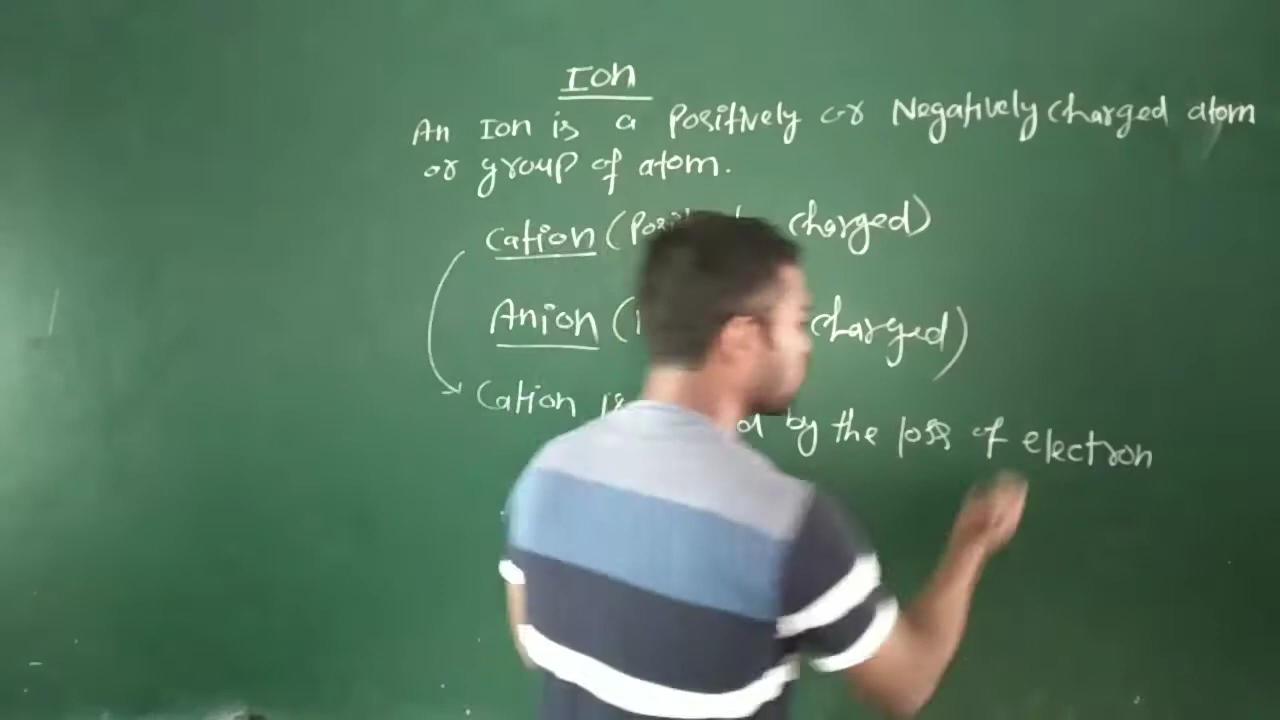 Ion
An Ion is a Positively or Negatively charged atom
or group of atom.
Cation ( charged)
Anion ( charged)
Cation is by the loss of electron